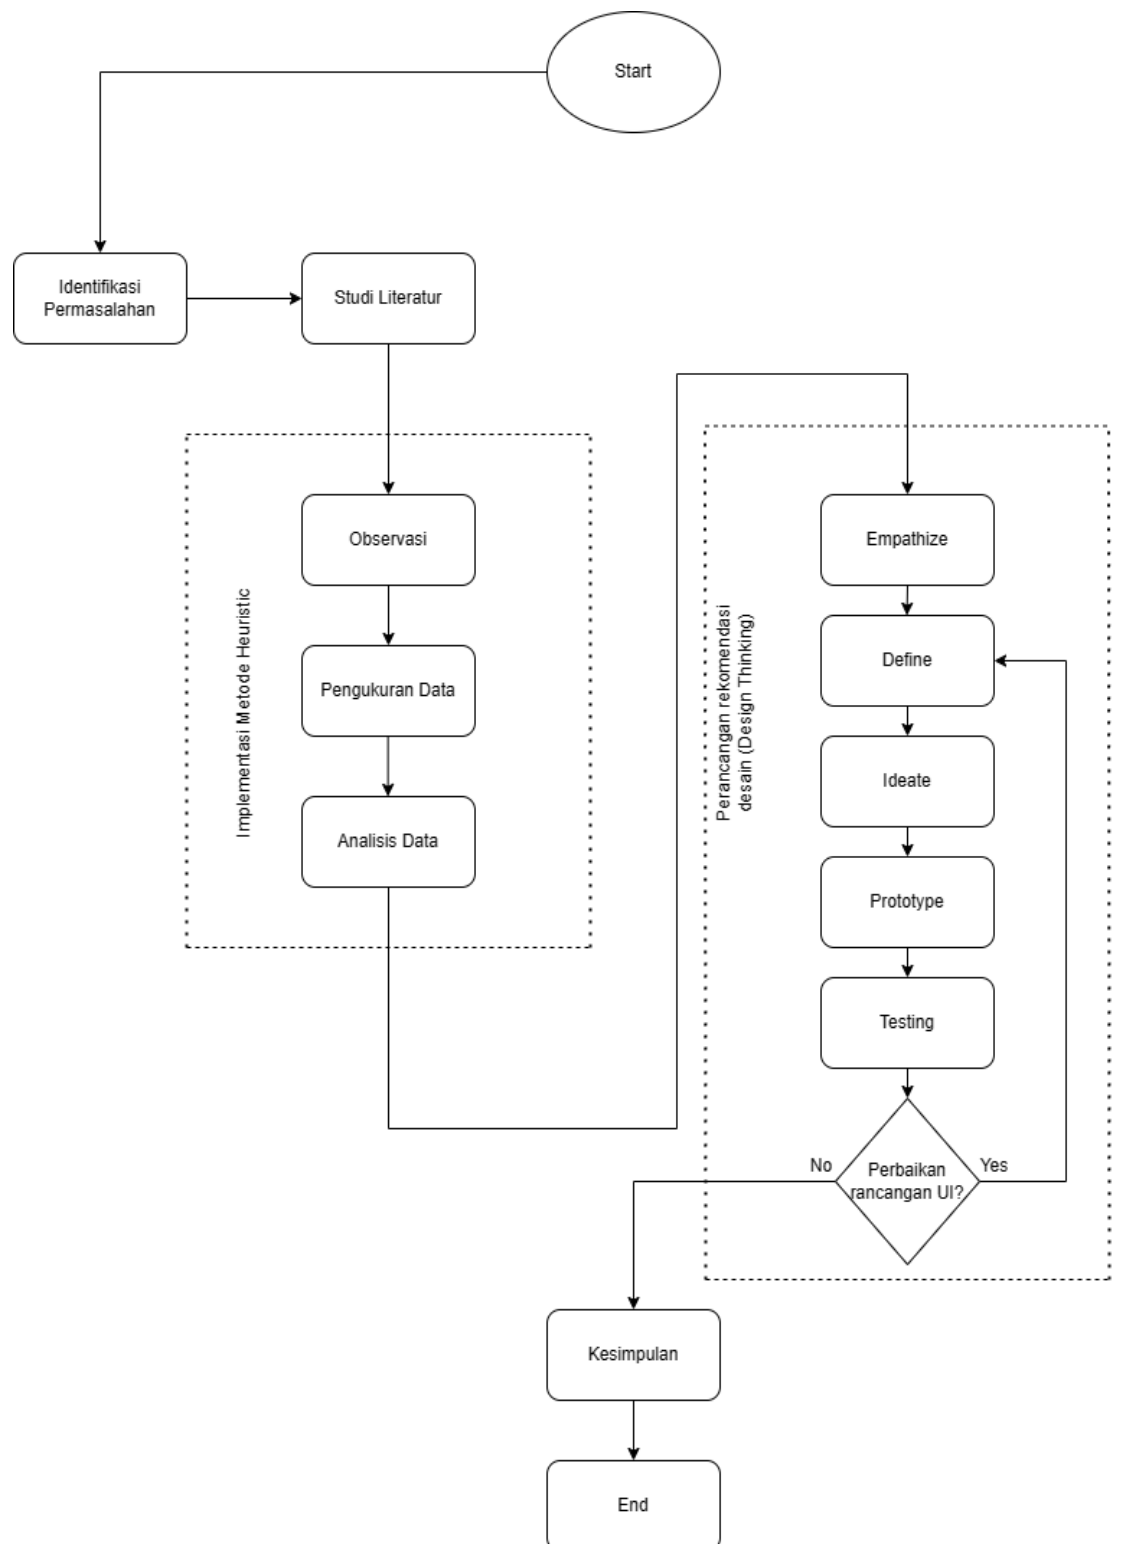 Start
Identifikasi
Permasalahan
Studi Literatur
Implementasi Metode Heuristic
Observasi
Pengukuran Data
Analisis Data
Perancangan rekomendasi
desain (Design Thinking)
Empathize
Define
Ideate
Prototype
Testing
No
Perbaikan
rancangan UI?
Yes
Kesimpulan
End